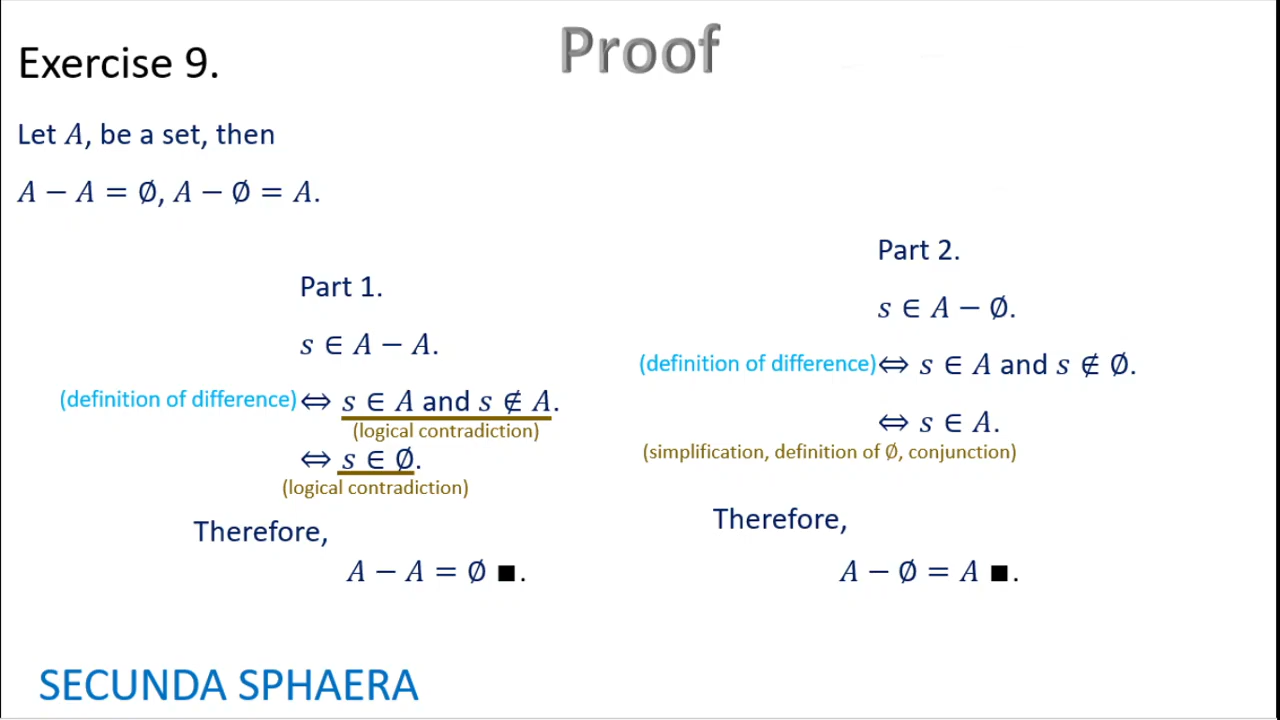 Proof
Exercise 9.
Let A, be a set, then
A − A = ∅, A − ∅ = A.
Part 1.
s ∈ A − A.
(definition of difference) ⇔ s ∈ A and s ∉ A.
(logical contradiction)
⇔ s ∈ ∅.
(logical contradiction)
Therefore,
A − A = ∅ ■.
Part 2.
s ∈ A − ∅.
(definition of difference) ⇔ s ∈ A and s ∉ ∅.
⇔ s ∈ A.
(simplification, definition of ∅, conjunction)
Therefore,
A − ∅ = A ■.
SECUNDA SPHAERA